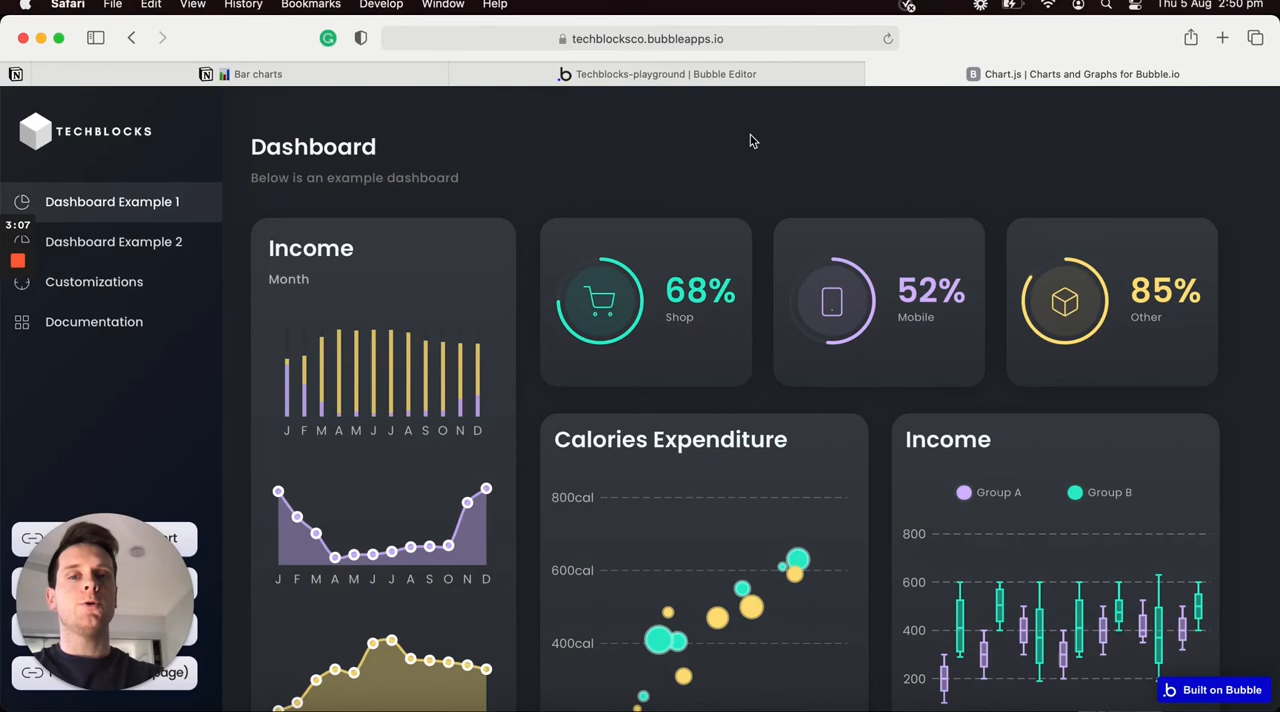 Safari File Edit View History Bookmarks Develop Window Help Thu 5 Aug 2:50 pm
techblocksco.bubbleapps.io
Bar charts
Techblocks-playground | Bubble Editor
Chart.js | Charts and Graphs for Bubble.io
TECHBLOCKS
Dashboard Example 1
3:07
Dashboard Example 2
Customizations
Documentation
Dashboard
Below is an example dashboard
Income
Month
J F M A M J J A S O N D
J F M A M J J A S O N D
68%
Shop
52%
Mobile
85%
Other
Calories Expenditure
800cal
600cal
400cal
Income
Group A Group B
800
600
400
200
Built on Bubble